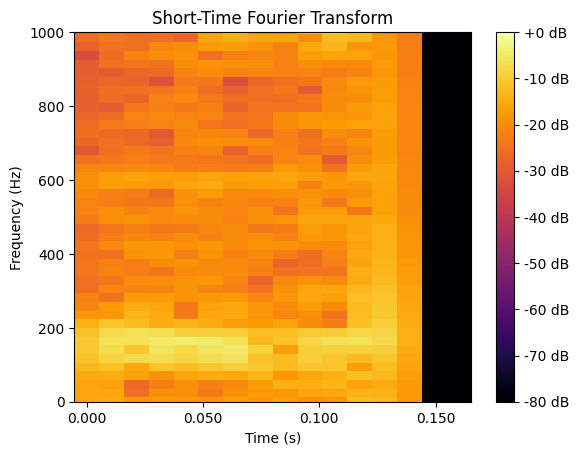 Short-Time Fourier Transform
Frequency (Hz)
1000
800
600
400
200
0
0.000
0.050
0.100
0.150
Time (s)
+0 dB
-10 dB
-20 dB
-30 dB
-40 dB
-50 dB
-60 dB
-70 dB
-80 dB